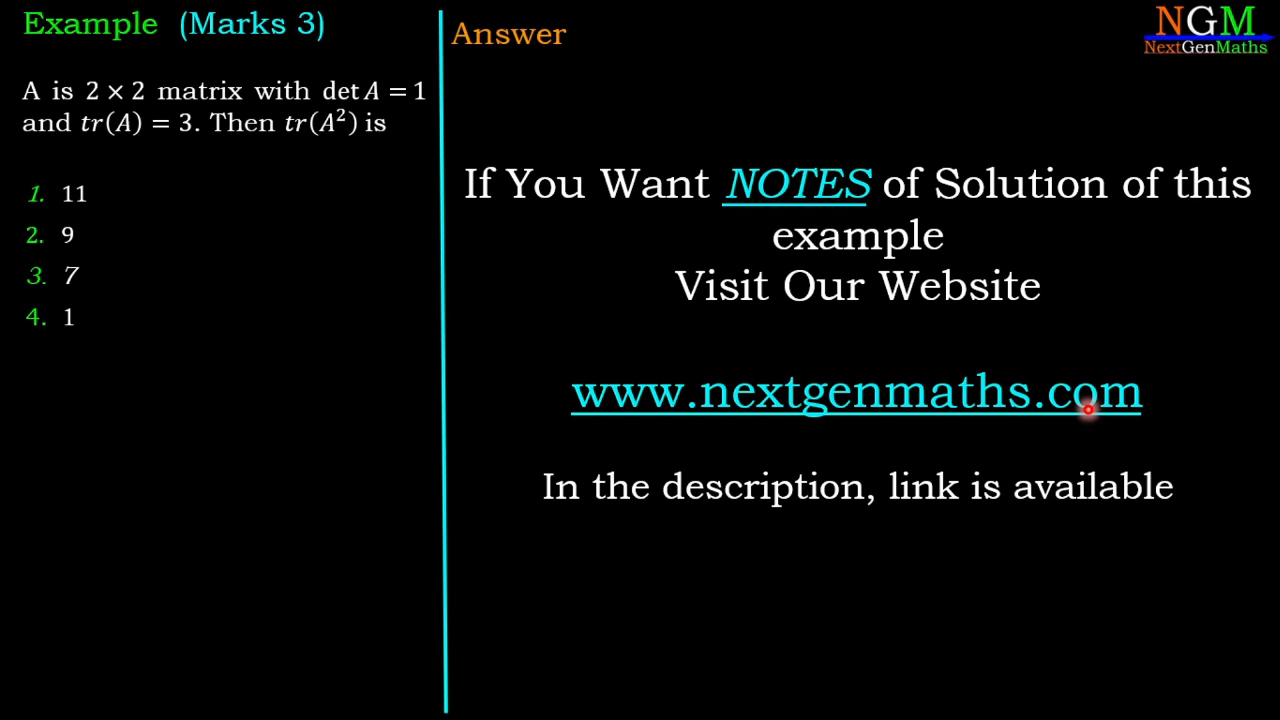 Example (Marks 3)
A is 2 × 2 matrix with det A = 1
and tr(A) = 3. Then tr(A²) is
1. 11
2. 9
3. 7
4. 1
Answer
If You Want NOTES of Solution of this
example
Visit Our Website
www.nextgenmaths.com
In the description, link is available
NGM
NextGenMaths